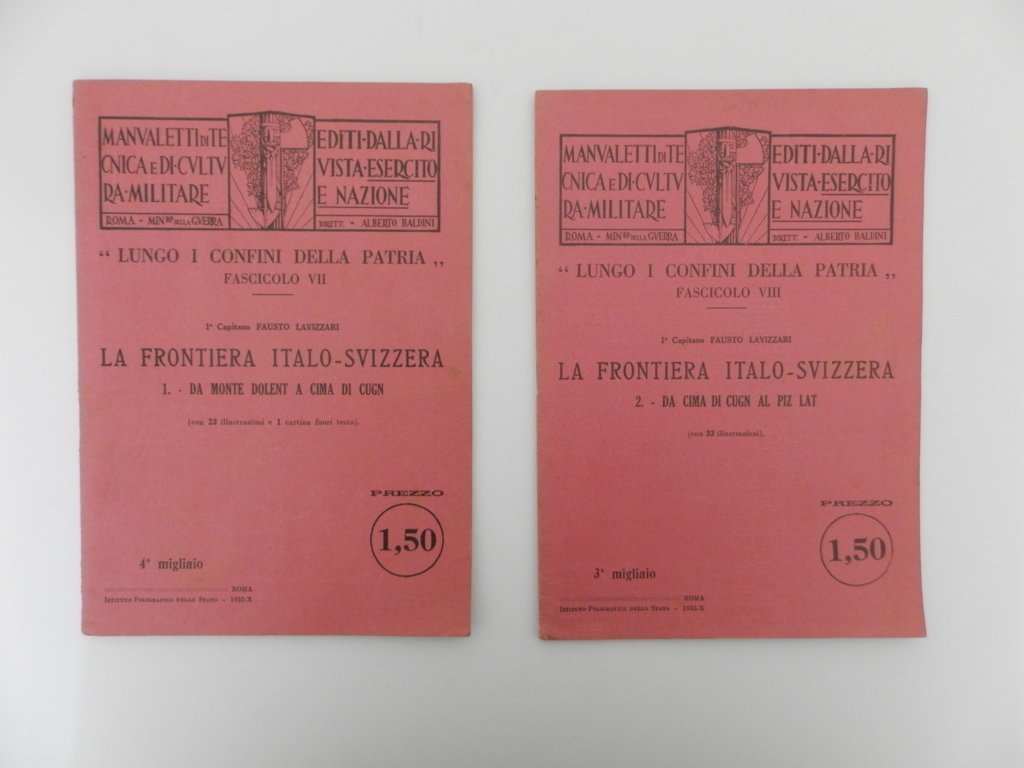 MANVALETTI DI TE
CNICA E DI·CVLTV
RA·MILITARE
ROMA - MINRO DELLA GVERRA
EDITI·DALLA·RI
VISTA·ESERCITO
E NAZIONE
DIRETT. - ALBERTO BALDINI
“ LUNGO I CONFINI DELLA PATRIA „
FASCICOLO VII
1° Capitano FAUSTO LAVIZZARI
LA FRONTIERA ITALO-SVIZZERA
1. - DA MONTE DOLENT A CIMA DI CUGN
(con 23 illustrazioni e 1 cartina fuori testo).
PREZZO
1,50
4° migliaio
ROMA
ISTITUTO POLIGRAFICO DELLO STATO - 1932-X
MANVALETTI DI TE
CNICA E DI·CVLTV
RA·MILITARE
ROMA - MINRO DELLA GVERRA
EDITI·DALLA·RI
VISTA·ESERCITO
E NAZIONE
DIRETT. - ALBERTO BALDINI
“ LUNGO I CONFINI DELLA PATRIA „
FASCICOLO VIII
1° Capitano FAUSTO LAVIZZARI
LA FRONTIERA ITALO-SVIZZERA
2. - DA CIMA DI CUGN AL PIZ LAT
(con 33 illustrazioni).
PREZZO
1,50
3° migliaio
ROMA
ISTITUTO POLIGRAFICO DELLO STATO - 1932-X